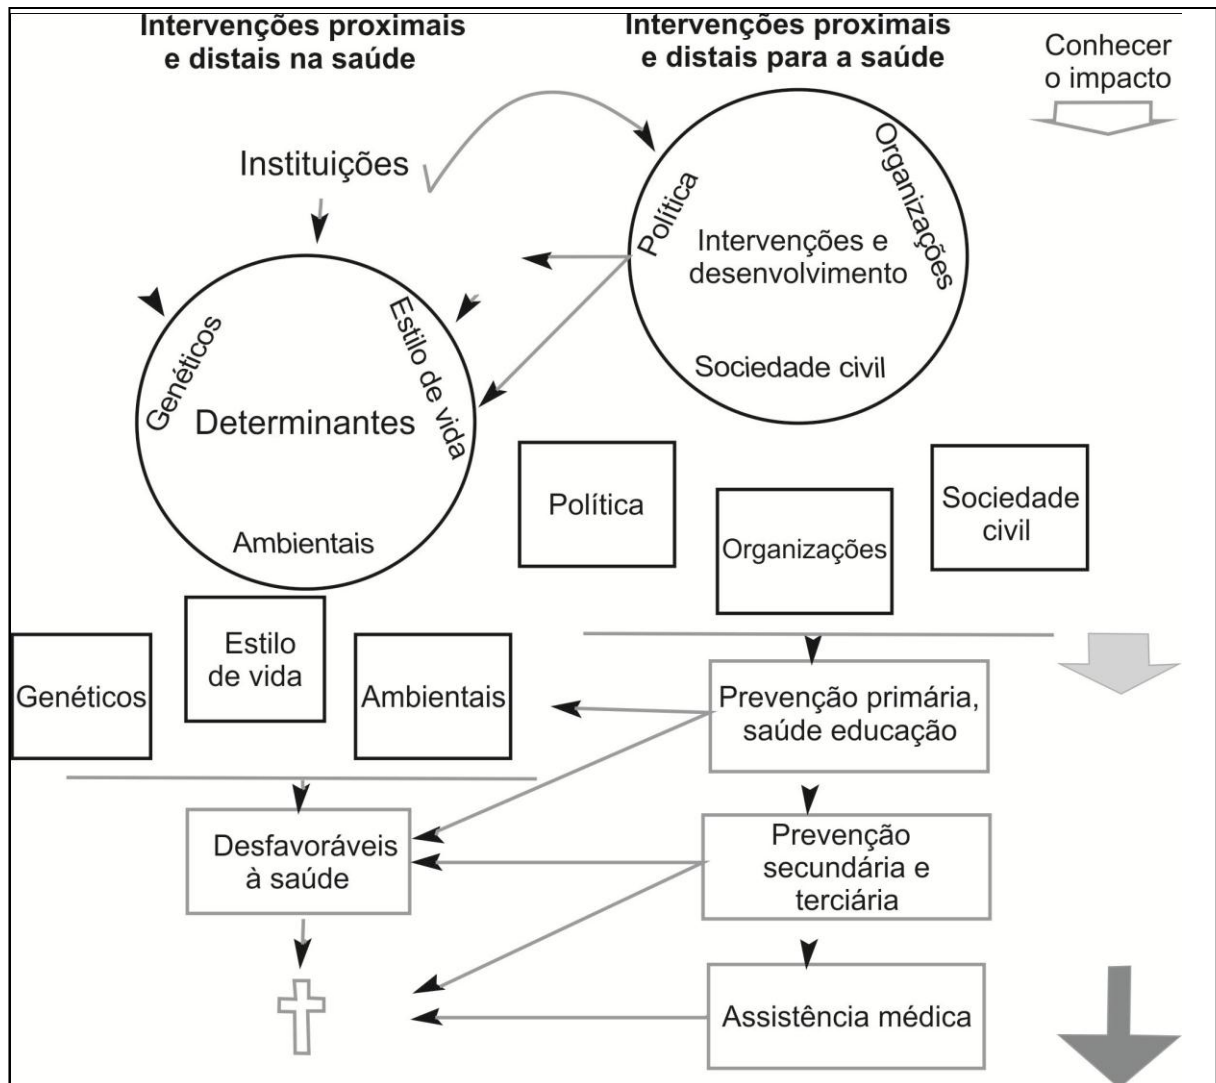 Intervenções proximais
e distais na saúde
Intervenções proximais
e distais para a saúde
Conhecer
o impacto
Instituições
Política
Organizações
Intervenções e
desenvolvimento
Sociedade civil
Genéticos
Estilo de vida
Determinantes
Ambientais
Política
Organizações
Sociedade
civil
Genéticos
Estilo
de vida
Ambientais
Prevenção primária,
saúde educação
Desfavoráveis
à saúde
Prevenção
secundária e
terciária
Assistência médica